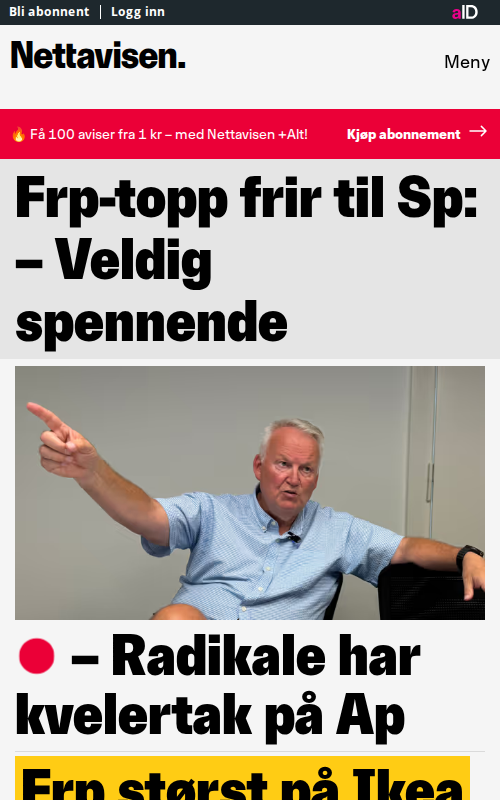 Bli abonnent | Logg inn
aID
Nettavisen.
Meny
🔥 Få 100 aviser fra 1 kr – med Nettavisen +Alt!
Kjøp abonnement →
Frp-topp frir til Sp:
– Veldig
spennende
– Radikale har
kvelertak på Ap
Frp størst på Ikea